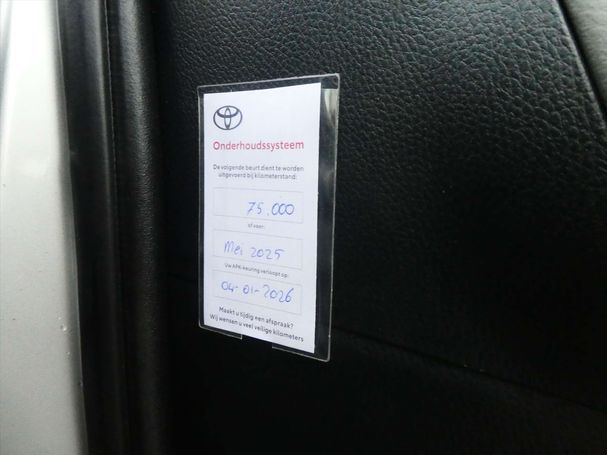 Onderhoudssysteem
De volgende beurt dient te worden
uitgevoerd bij kilometerstand:
75.000
of voor:
Mei 2025
Uw APK-keuring verloopt op:
04-01-2026
Maakt u tijdig een afspraak?
Wij wensen u veel veilige kilometers